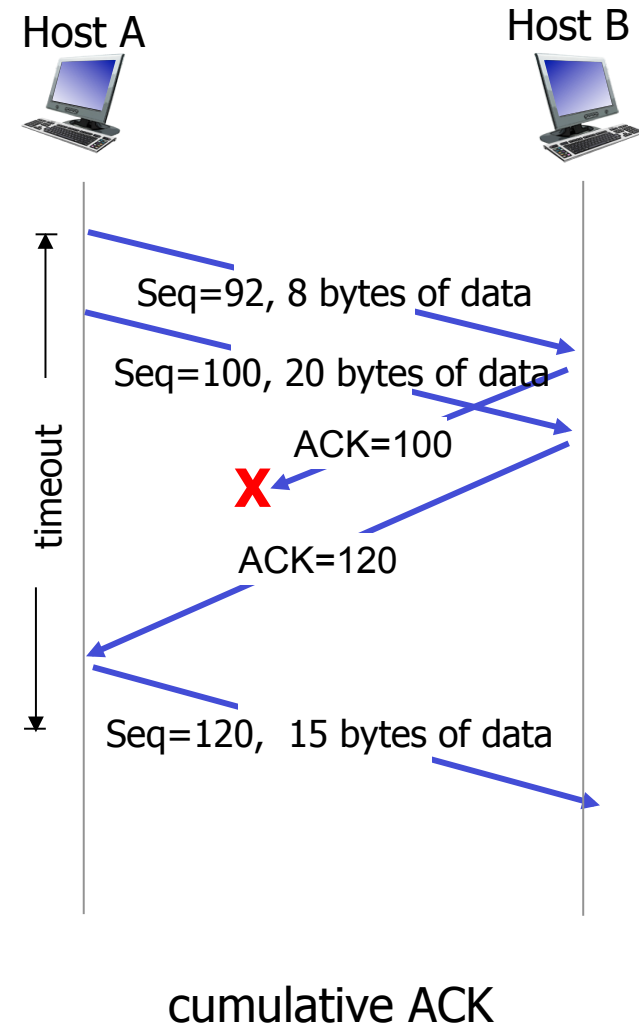 Host A
Host B
Seq=92, 8 bytes of data
Seq=100, 20 bytes of data
ACK=100
X
timeout
ACK=120
Seq=120, 15 bytes of data
cumulative ACK